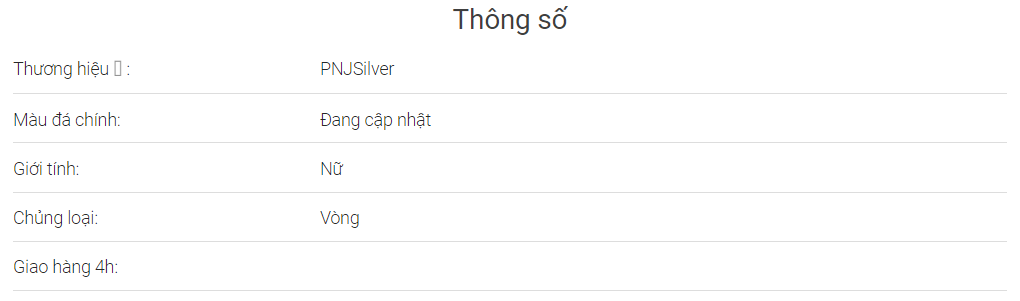 Thông số
Thương hiệu :
PNJSilver
Màu đá chính:
Đang cập nhật
Giới tính:
Nữ
Chủng loại:
Vòng
Giao hàng 4h: